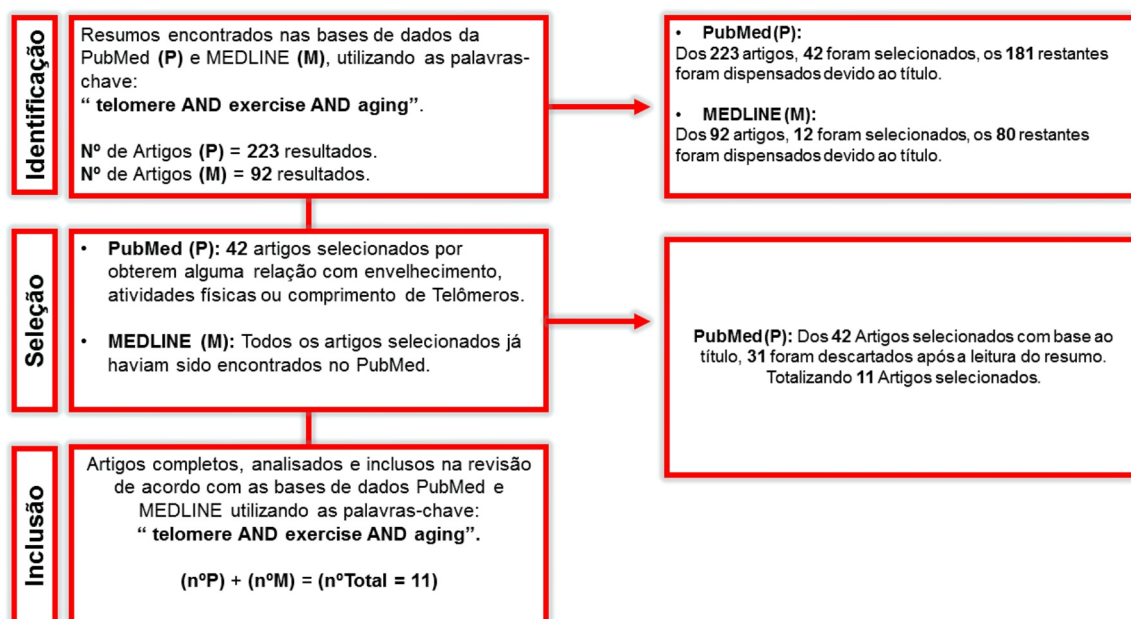 Identificação
Resumos encontrados nas bases de dados da
PubMed (P) e MEDLINE (M), utilizando as palavras-
chave:
“ telomere AND exercise AND aging”.
Nº de Artigos (P) = 223 resultados.
Nº de Artigos (M) = 92 resultados.
• PubMed (P):
Dos 223 artigos, 42 foram selecionados, os 181 restantes
foram dispensados devido ao título.
• MEDLINE (M):
Dos 92 artigos, 12 foram selecionados, os 80 restantes
foram dispensados devido ao título.
Seleção
• PubMed (P): 42 artigos selecionados por
obterem alguma relação com envelhecimento,
atividades físicas ou comprimento de Telômeros.
• MEDLINE (M): Todos os artigos selecionados já
haviam sido encontrados no PubMed.
PubMed (P): Dos 42 Artigos selecionados com base ao
título, 31 foram descartados após a leitura do resumo.
Totalizando 11 Artigos selecionados.
Inclusão
Artigos completos, analisados e inclusos na revisão
de acordo com as bases de dados PubMed e
MEDLINE utilizando as palavras-chave:
“ telomere AND exercise AND aging”.
(nºP) + (nºM) = (nºTotal = 11)